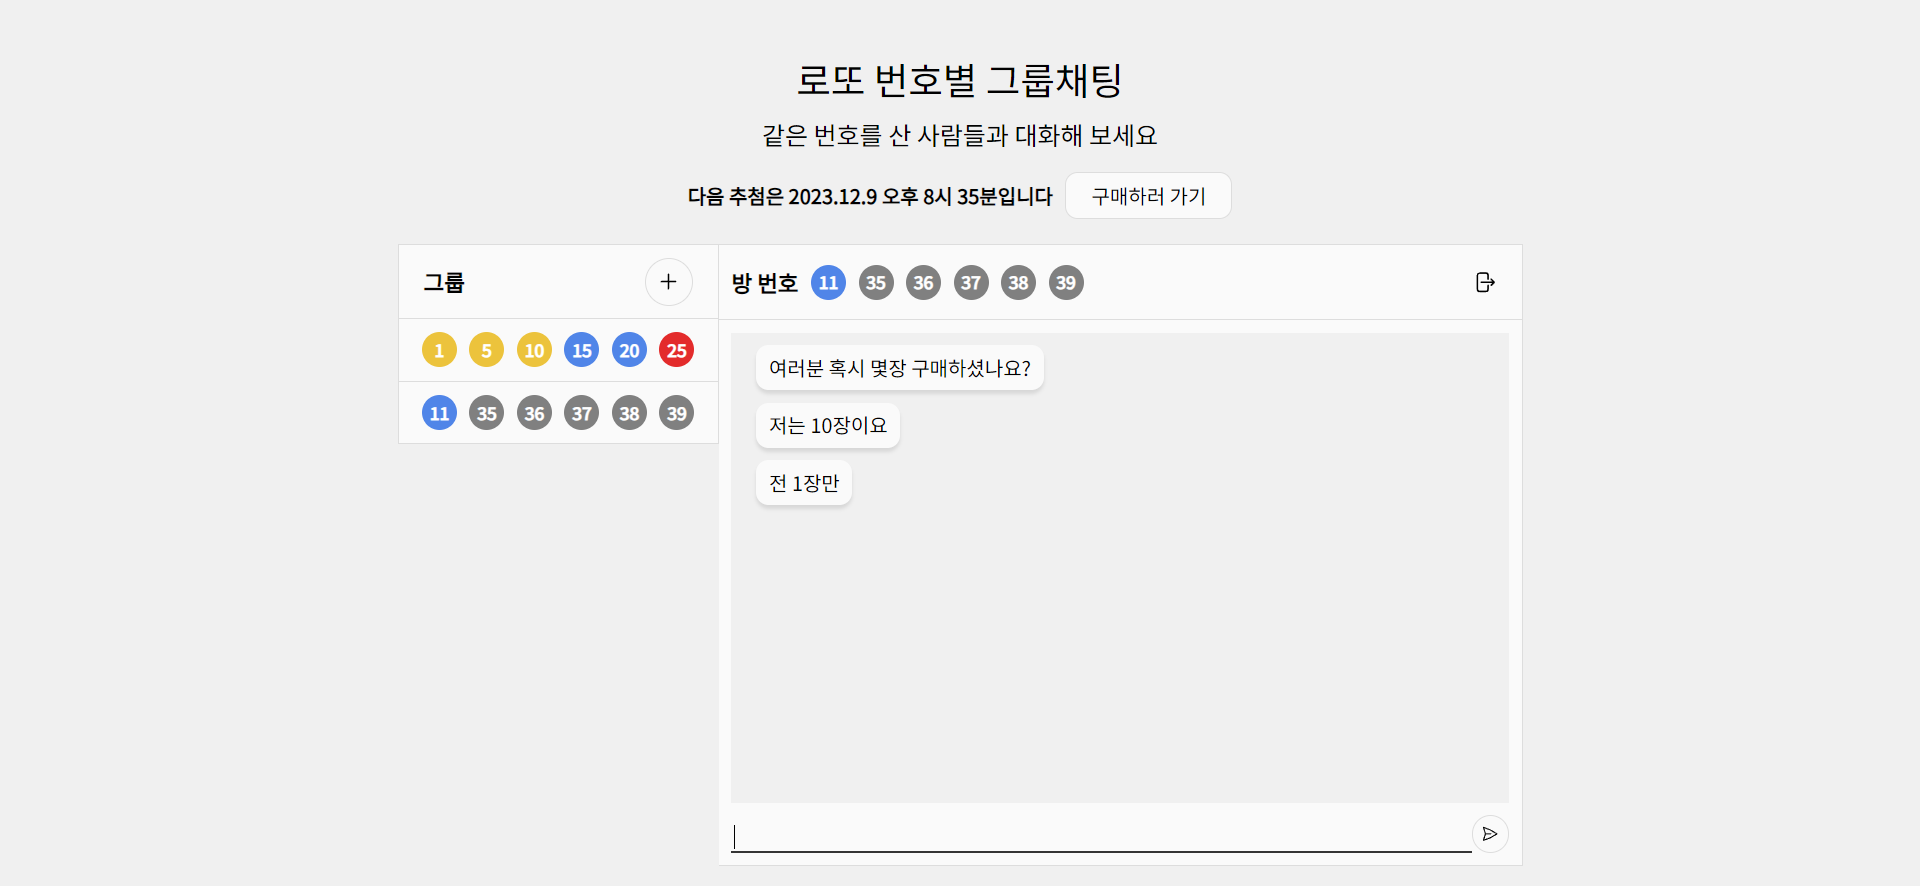 로또 번호별 그룹채팅
같은 번호를 산 사람들과 대화해 보세요
다음 추첨은 2023.12.9 오후 8시 35분입니다 구매하러 가기
그룹
1 5 10 15 20 25
11 35 36 37 38 39
방 번호 11 35 36 37 38 39
여러분 혹시 몇장 구매하셨나요?
저는 10장이요
전 1장만